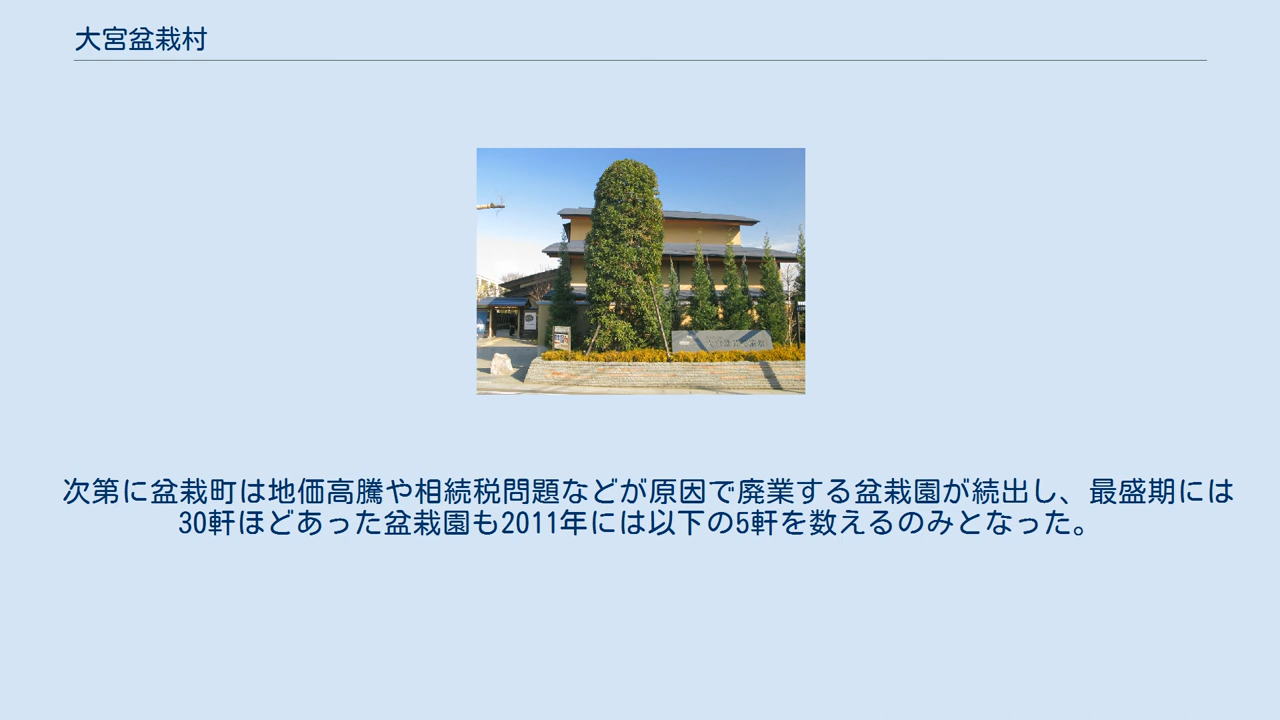 大宮盆栽村
次第に盆栽町は地価高騰や相続税問題などが原因で廃業する盆栽園が続出し、最盛期には
30軒ほどあった盆栽園も2011年には以下の5軒を数えるのみとなった。